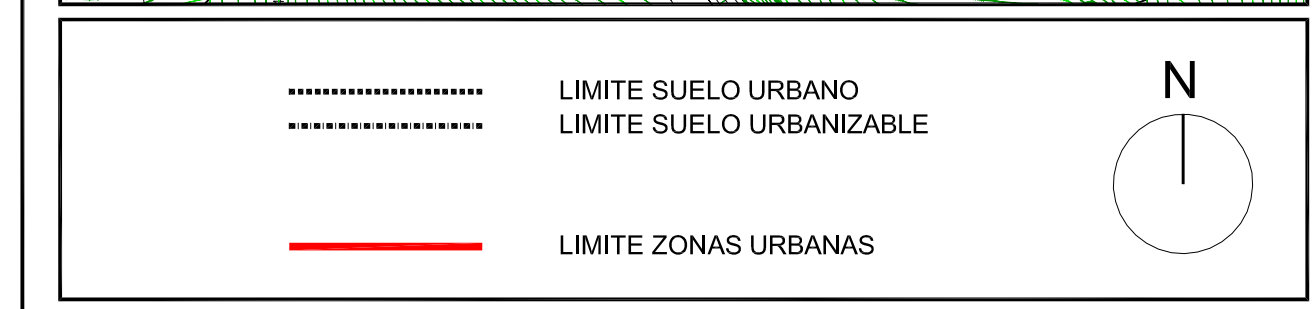 LIMITE SUELO URBANO
LIMITE SUELO URBANIZABLE
LIMITE ZONAS URBANAS
N